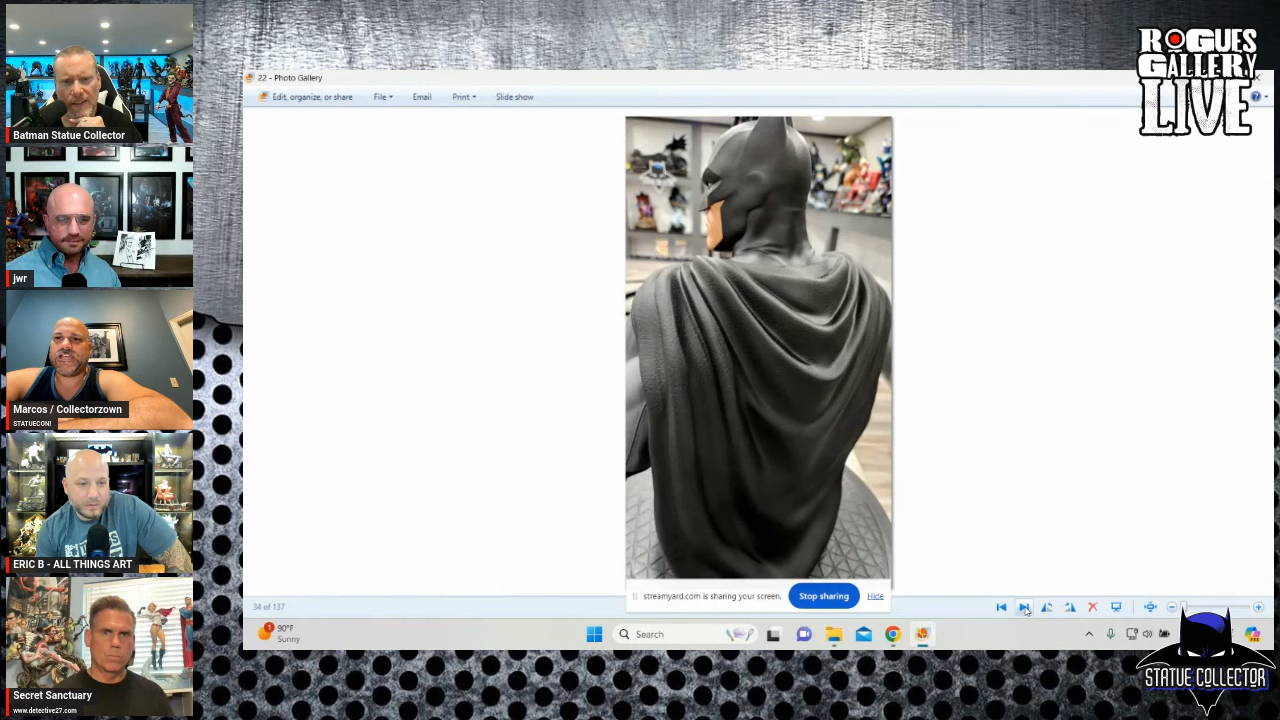 Batman Statue Collector
jwr
Marcos / Collectorzown
STATUECON!
ERIC B - ALL THINGS ART
Secret Sanctuary
www.detective27.com
22 - Photo Gallery
Edit, organize, or share
File
Email
Print
Slide show
streamyard.com is sharing your screen.
Stop sharing
Hide
34 of 137
1
90°F
Sunny
Search
ROGUES
GALLERY
LIVE
STATUE COLLECTOR